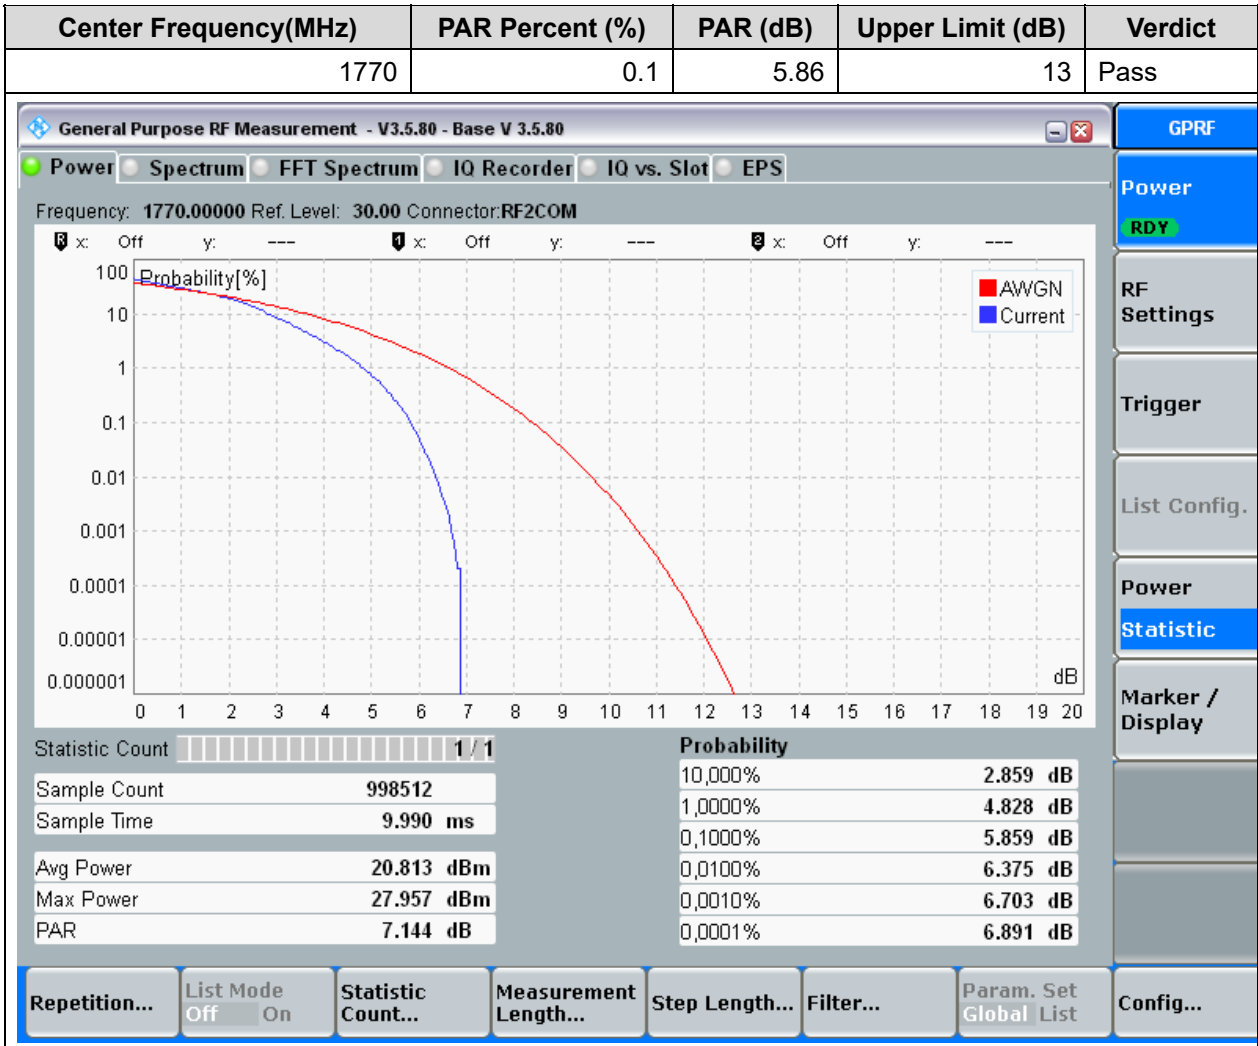 Center Frequency(MHz) PAR Percent (%) PAR (dB) Upper Limit (dB) Verdict
1770 0.1 5.86 13 Pass
General Purpose RF Measurement - V3.5.80 - Base V 3.5.80
GPRF
Power Spectrum FFT Spectrum IQ Recorder IQ vs. Slot EPS
Power
RDY
Frequency: 1770.00000 Ref. Level: 30.00 Connector:RF2COM
R x: Off y: --- 1 x: Off y: --- 2 x: Off y: ---
Probability[%]
100
10
1
0.1
0.01
0.001
0.0001
0.00001
0.000001
AWGN
Current
dB
0 1 2 3 4 5 6 7 8 9 10 11 12 13 14 15 16 17 18 19 20
RF
Settings
Trigger
List Config.
Power
Statistic
Marker /
Display
Statistic Count 1 / 1
Sample Count 998512
Sample Time 9.990 ms
Avg Power 20.813 dBm
Max Power 27.957 dBm
PAR 7.144 dB
Probability
10,000% 2.859 dB
1,0000% 4.828 dB
0,1000% 5.859 dB
0,0100% 6.375 dB
0,0010% 6.703 dB
0,0001% 6.891 dB
Repetition...
List Mode
Off On
Statistic
Count...
Measurement
Length...
Step Length...
Filter...
Param. Set
Global List
Config...